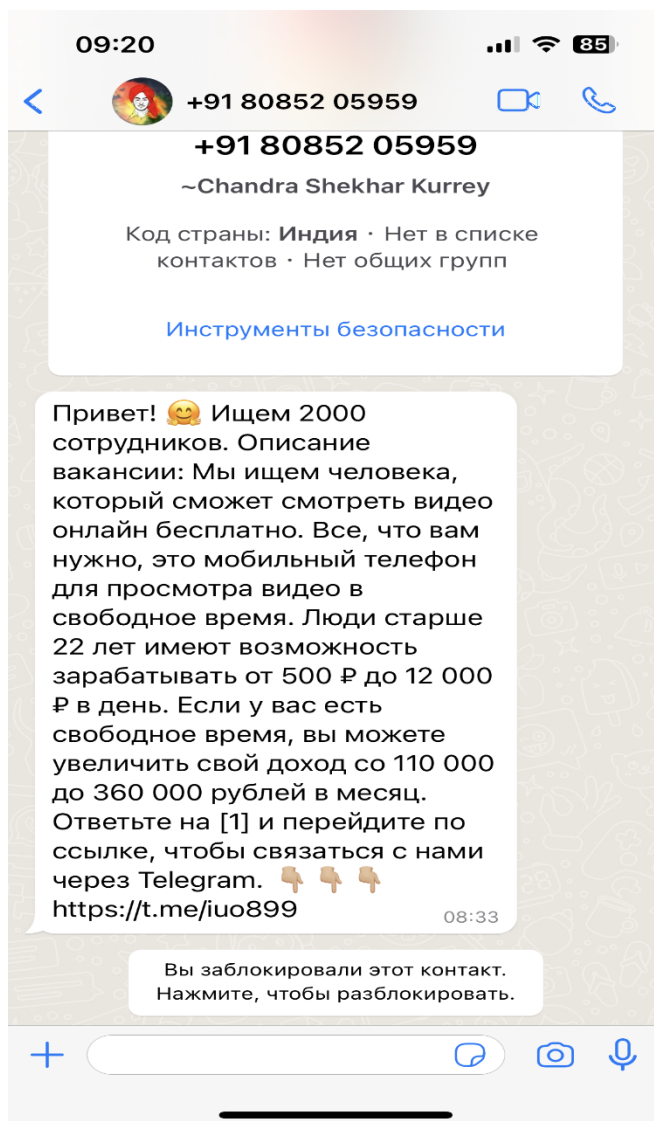 09:20
85
+91 80852 05959
+91 80852 05959
~Chandra Shekhar Kurrey
Код страны: Индия · Нет в списке
контактов · Нет общих групп
Инструменты безопасности
Привет! 🤗 Ищем 2000
сотрудников. Описание
вакансии: Мы ищем человека,
который сможет смотреть видео
онлайн бесплатно. Все, что вам
нужно, это мобильный телефон
для просмотра видео в
свободное время. Люди старше
22 лет имеют возможность
зарабатывать от 500 ₽ до 12 000
₽ в день. Если у вас есть
свободное время, вы можете
увеличить свой доход со 110 000
до 360 000 рублей в месяц.
Ответьте на [1] и перейдите по
ссылке, чтобы связаться с нами
через Telegram. 👇🏼 👇🏼 👇🏼
https://t.me/iuo899
08:33
Вы заблокировали этот контакт.
Нажмите, чтобы разблокировать.